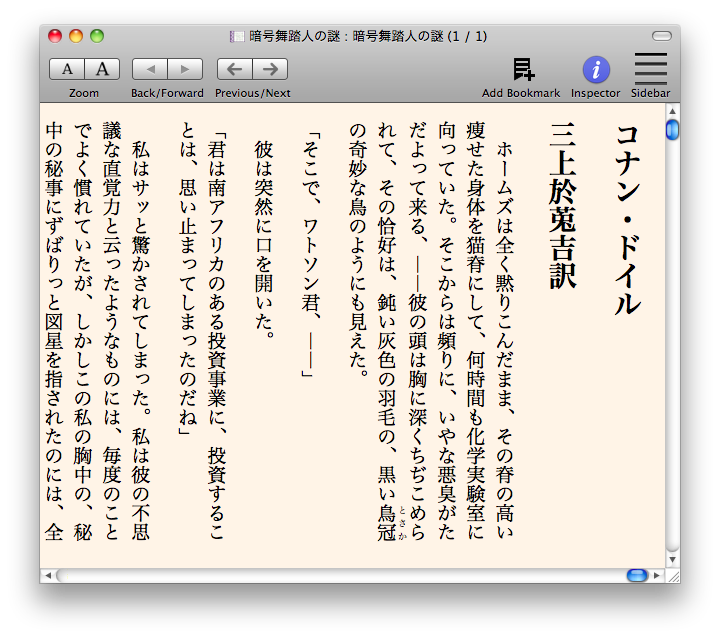 暗号舞踏人の謎 : 暗号舞踏人の謎 (1 / 1)
A A
Zoom
Back/Forward
Previous/Next
Add Bookmark
Inspector
Sidebar
コナン・ドイル
三上於菟吉訳
ホームズは全く黙りこんだまま、その脊の高い
痩せた身体を猫脊にして、何時間も化学実験室に
向っていた。そこからは頻りに、いやな悪臭がた
だよって来る、――彼の頭は胸に深くちぢこめら
れて、その恰好は、鈍い灰色の羽毛の、黒い鳥冠
とさか
の奇妙な鳥のようにも見えた。
「そこで、ワトソン君、――」
彼は突然に口を開いた。
「君は南アフリカのある投資事業に、投資するこ
とは、思い止まってしまったのだね」
私はサッと驚かされてしまった。私は彼の不思
議な直覚力と云ったようなものには、毎度のこと
でよく慣れていたが、しかしこの私の胸中の、秘
中の秘事にずばりっと図星を指されたのには、全